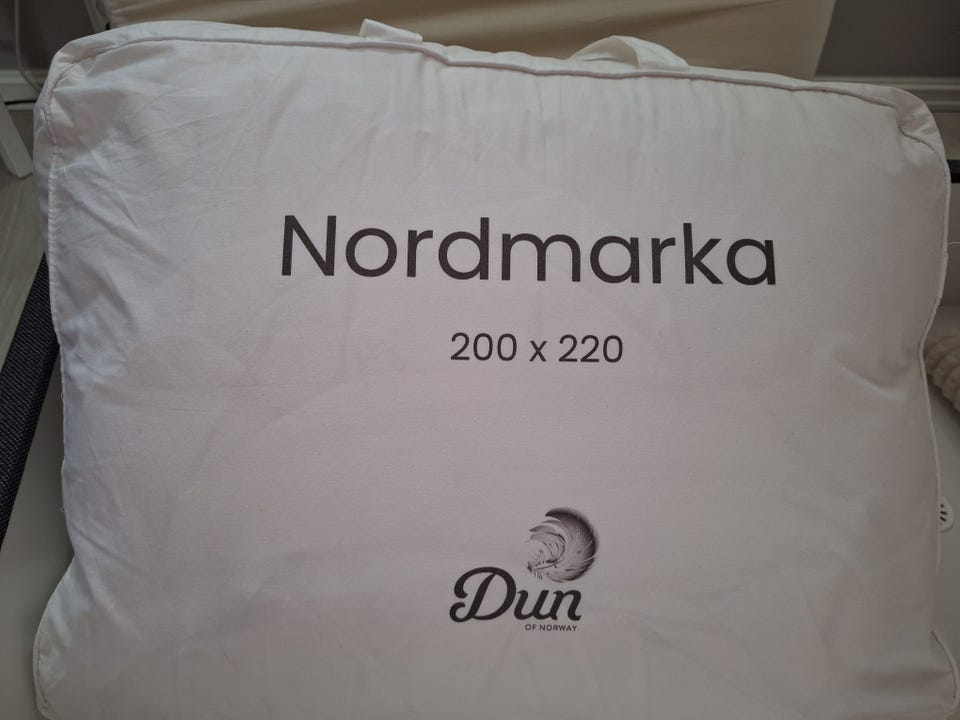 Nordmarka
200 x 220
Dun
OF NORWAY